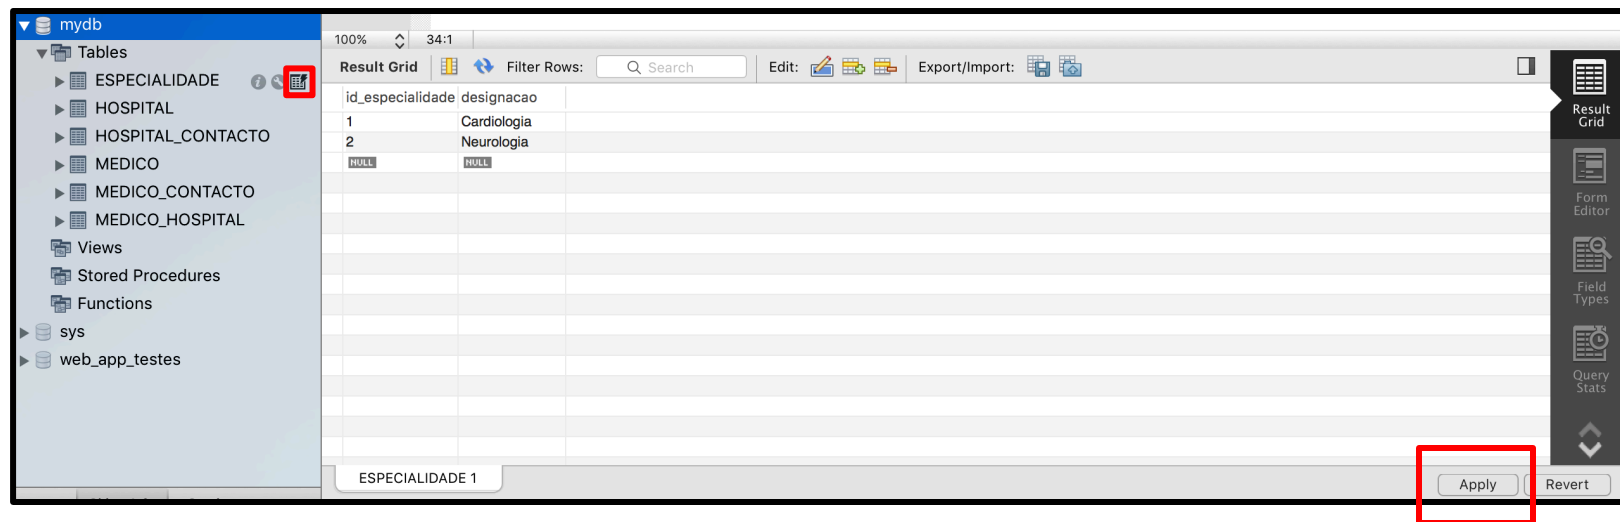 mydb
Tables
ESPECIALIDADE
HOSPITAL
HOSPITAL_CONTACTO
MEDICO
MEDICO_CONTACTO
MEDICO_HOSPITAL
Views
Stored Procedures
Functions
sys
web_app_testes
100% 34:1
Result Grid Filter Rows: Search Edit: Export/Import:
id_especialidade designacao
1 Cardiologia
2 Neurologia
NULL NULL
ESPECIALIDADE 1
Apply Revert
Result
Grid
Form
Editor
Field
Types
Query
Stats